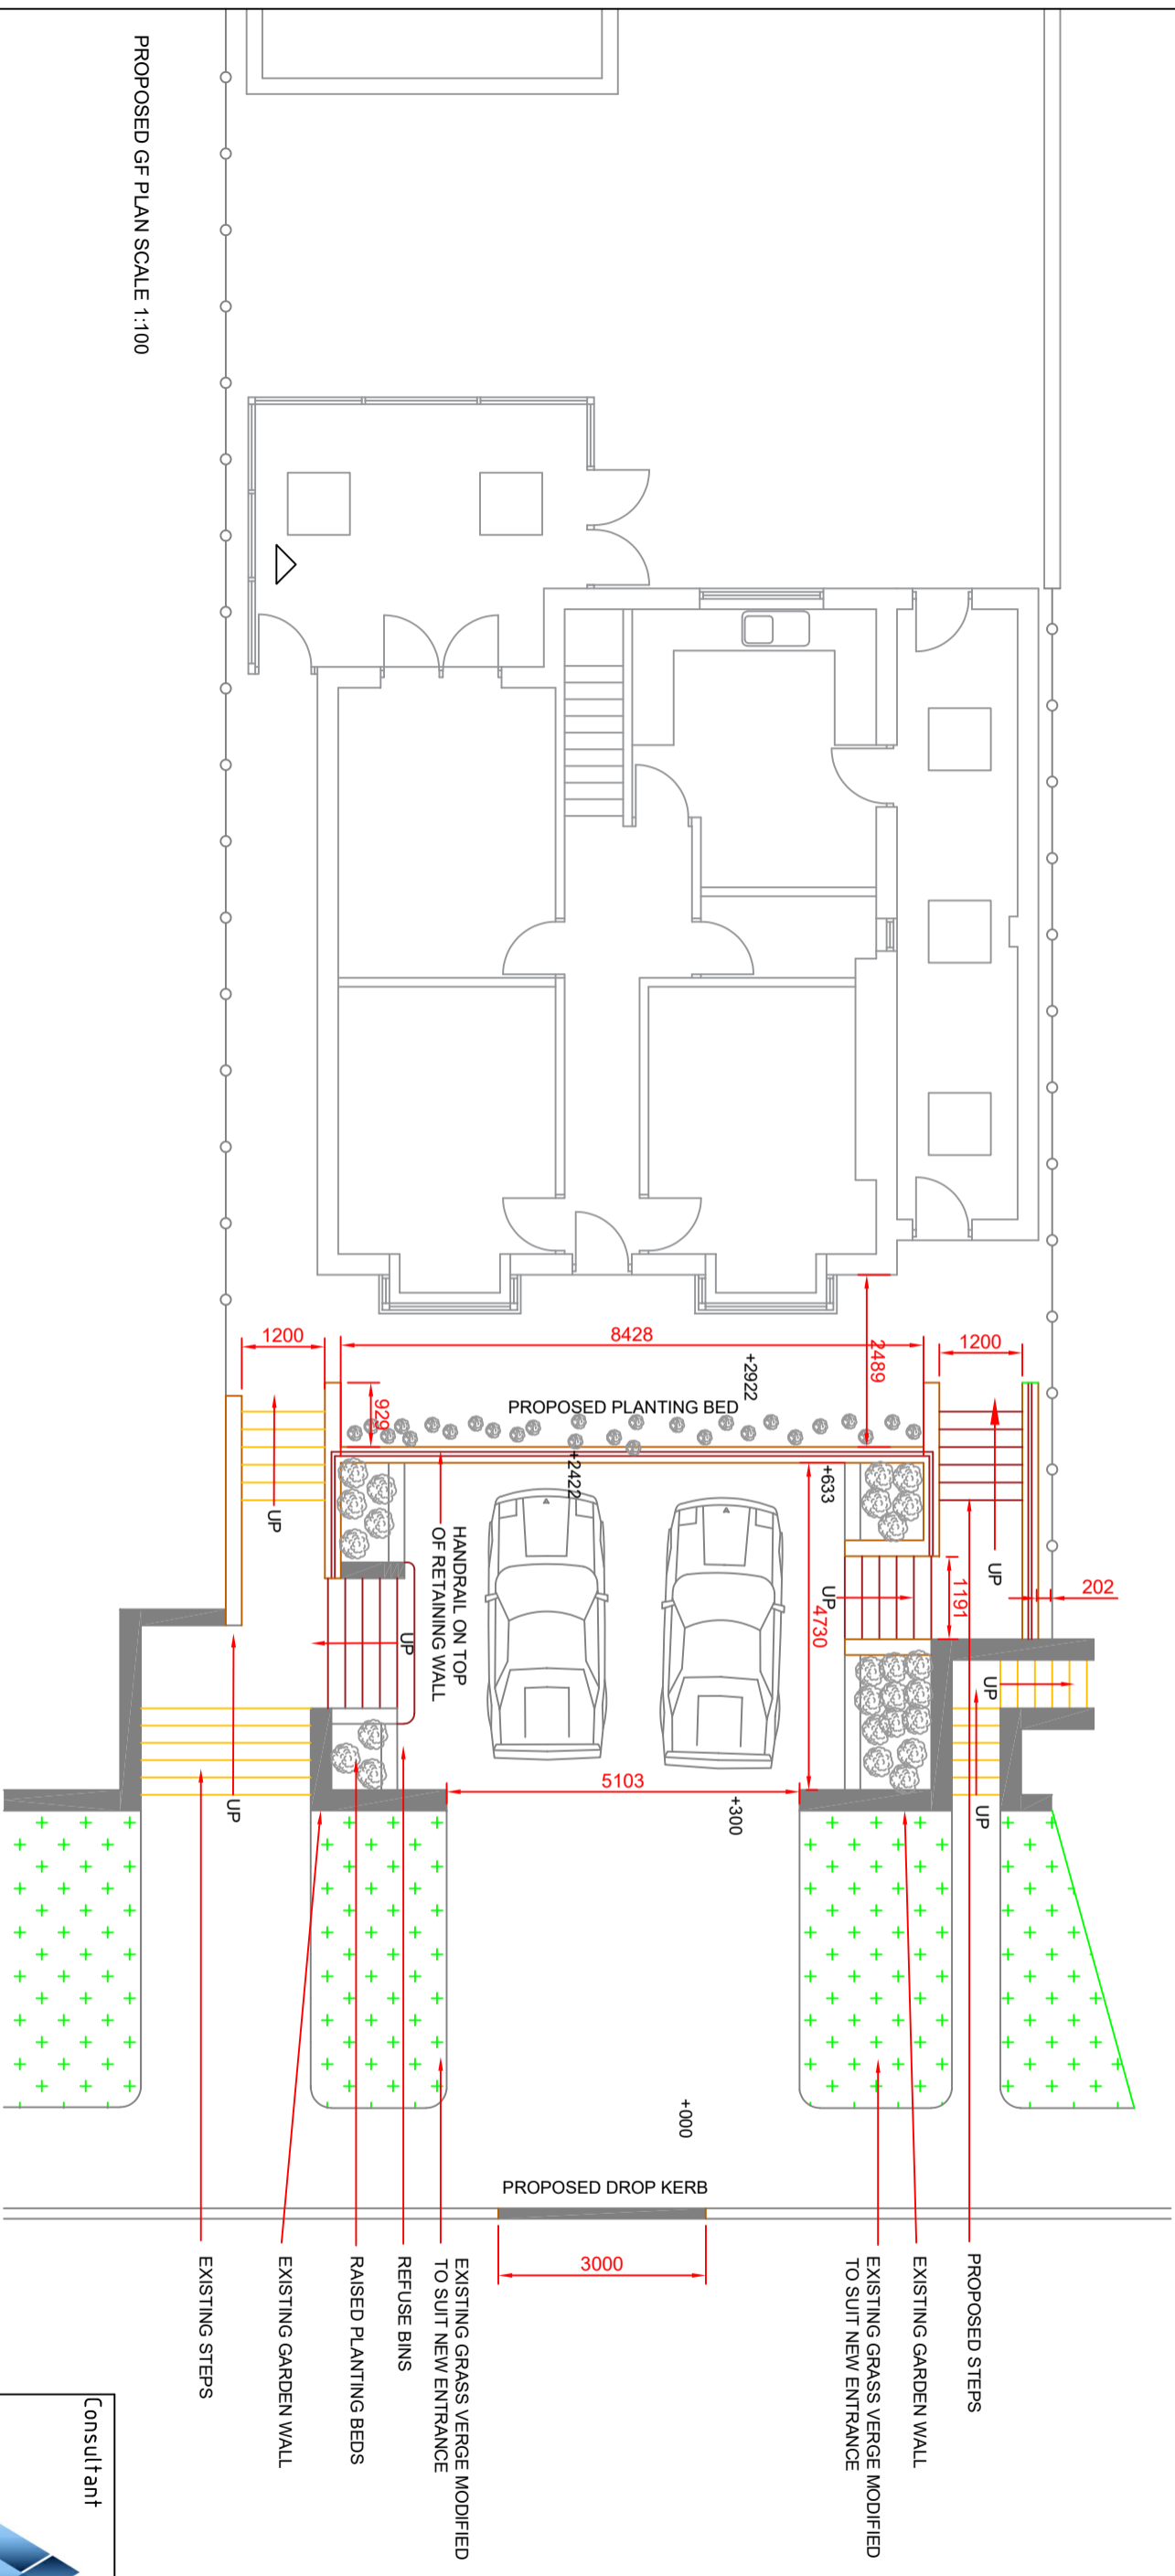 PROPOSED GF PLAN SCALE 1:100
1200
8428
2489
1200
929
+2922
PROPOSED PLANTING BED
+2422
+633
UP
HANDRAIL ON TOP
OF RETAINING WALL
UP
1191
202
UP
4730
UP
UP
5103
+300
UP
UP
+000
PROPOSED DROP KERB
3000
PROPOSED STEPS
EXISTING GARDEN WALL
EXISTING GRASS VERGE MODIFIED
TO SUIT NEW ENTRANCE
EXISTING GRASS VERGE MODIFIED
TO SUIT NEW ENTRANCE
REFUSE BINS
RAISED PLANTING BEDS
EXISTING GARDEN WALL
EXISTING STEPS
Consultant